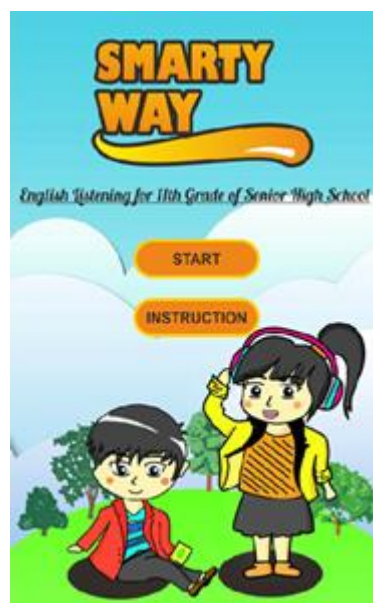 SMARTY
WAY
English Listening for 11th Grade of Senior High School
START
INSTRUCTION